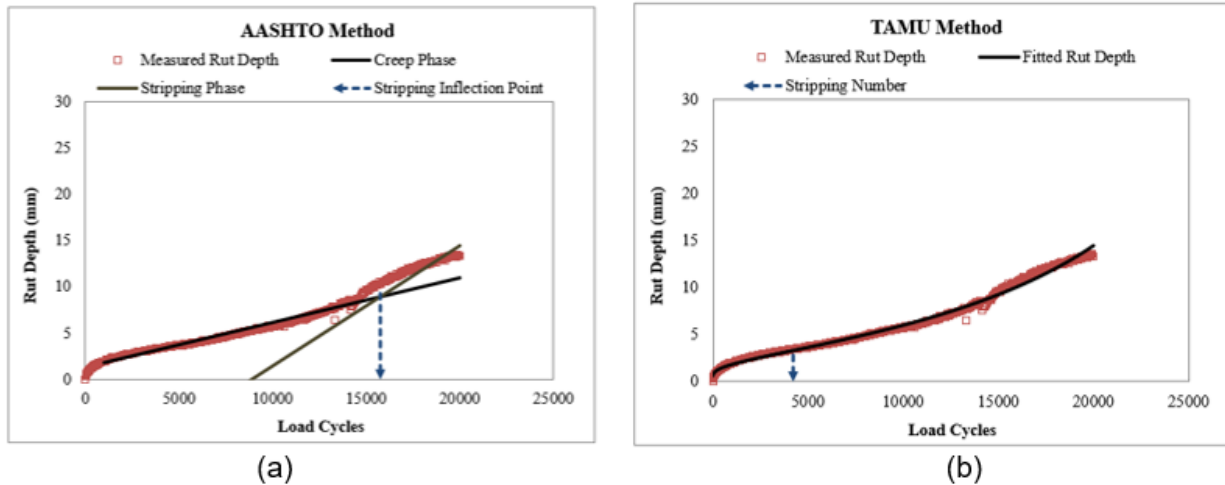 AASHTO Method
Measured Rut Depth Creep Phase
Stripping Phase Stripping Inflection Point
30
25
20
15
10
5
0
Rut Depth (mm)
0 5000 10000 15000 20000 25000
Load Cycles
(a)
TAMU Method
Measured Rut Depth Fitted Rut Depth
Stripping Number
30
25
20
15
10
5
0
Rut Depth (mm)
0 5000 10000 15000 20000 25000
Load Cycles
(b)